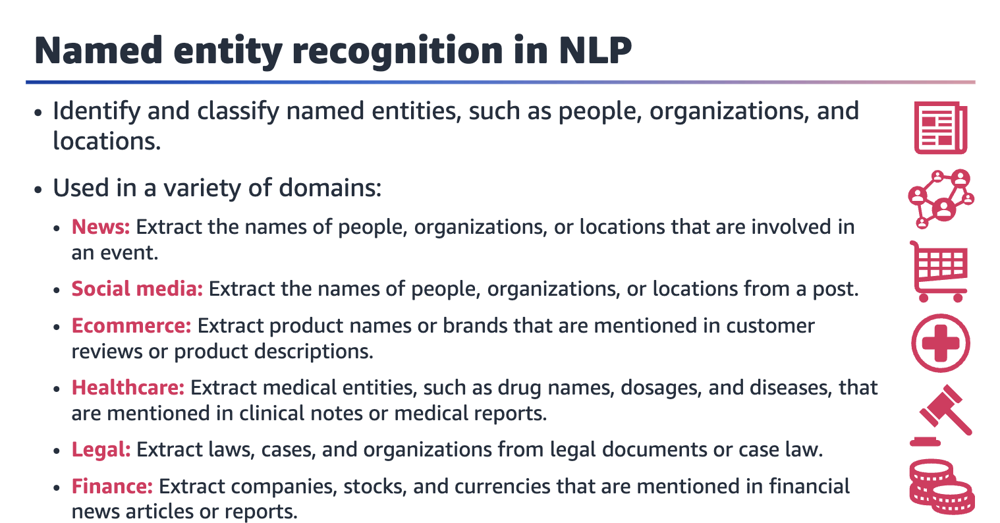 Named entity recognition in NLP
• Identify and classify named entities, such as people, organizations, and
locations.
• Used in a variety of domains:
• News: Extract the names of people, organizations, or locations that are involved in
an event.
• Social media: Extract the names of people, organizations, or locations from a post.
• Ecommerce: Extract product names or brands that are mentioned in customer
reviews or product descriptions.
• Healthcare: Extract medical entities, such as drug names, dosages, and diseases, that
are mentioned in clinical notes or medical reports.
• Legal: Extract laws, cases, and organizations from legal documents or case law.
• Finance: Extract companies, stocks, and currencies that are mentioned in financial
news articles or reports.